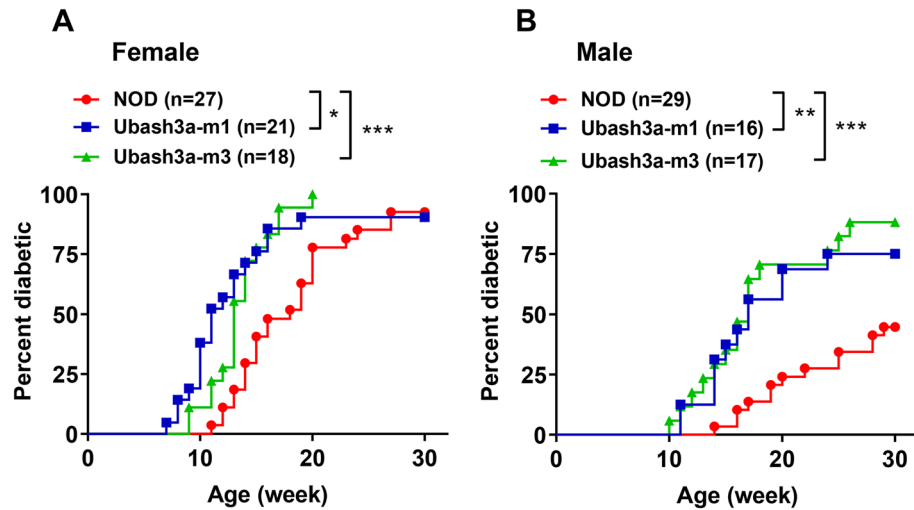 A
Female
NOD (n=27)
Ubash3a-m1 (n=21)
Ubash3a-m3 (n=18)
*
***
Percent diabetic
100
75
50
25
0
0 10 20 30
Age (week)
B
Male
NOD (n=29)
Ubash3a-m1 (n=16)
Ubash3a-m3 (n=17)
**
***
Percent diabetic
100
75
50
25
0
0 10 20 30
Age (week)